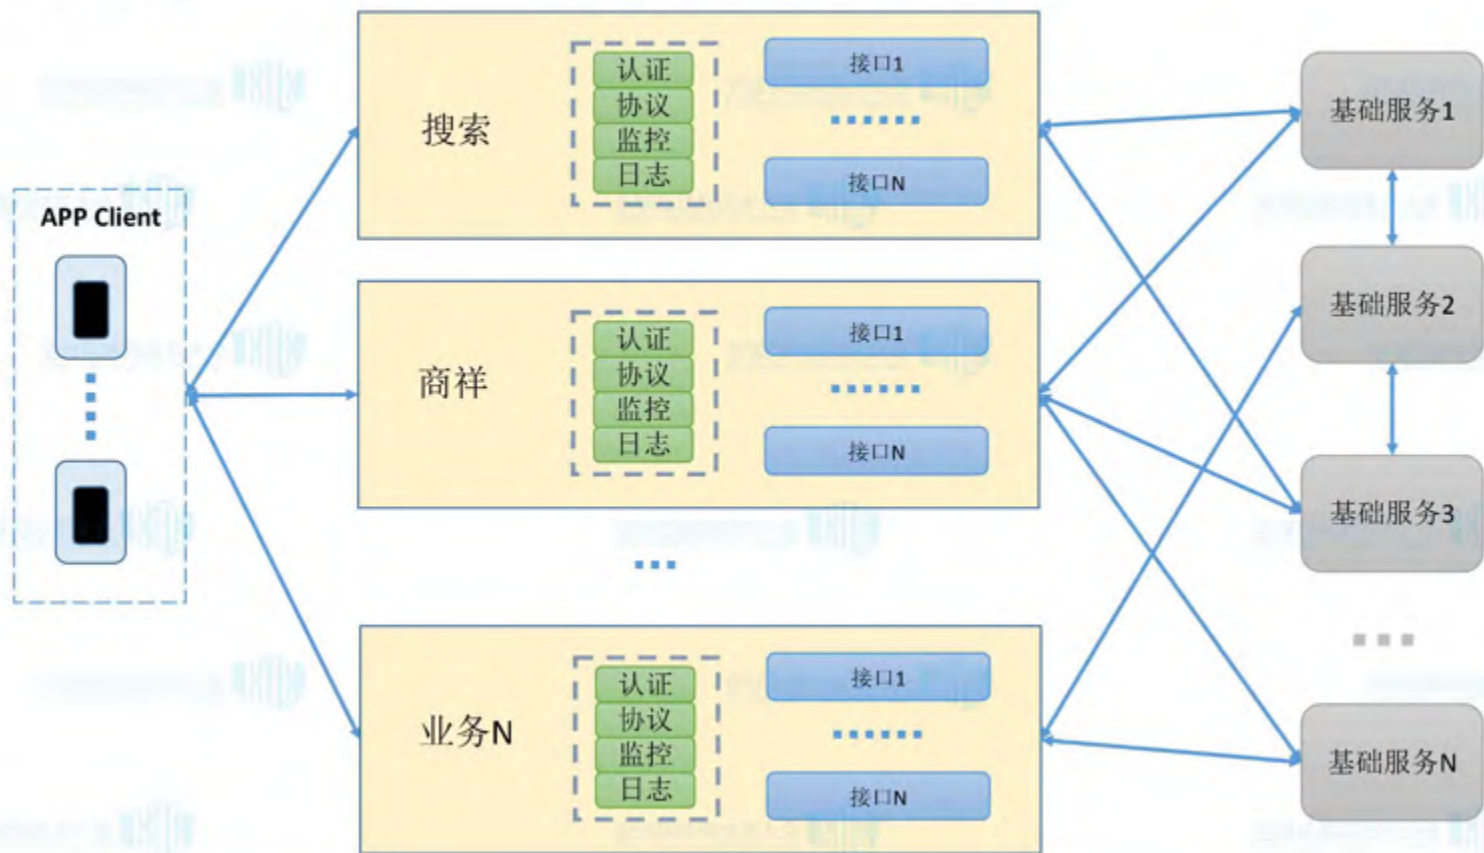 APP Client
搜索
认证
协议
监控
日志
接口1
接口N
商祥
认证
协议
监控
日志
接口1
接口N
业务N
认证
协议
监控
日志
接口1
接口N
基础服务1
基础服务2
基础服务3
基础服务N